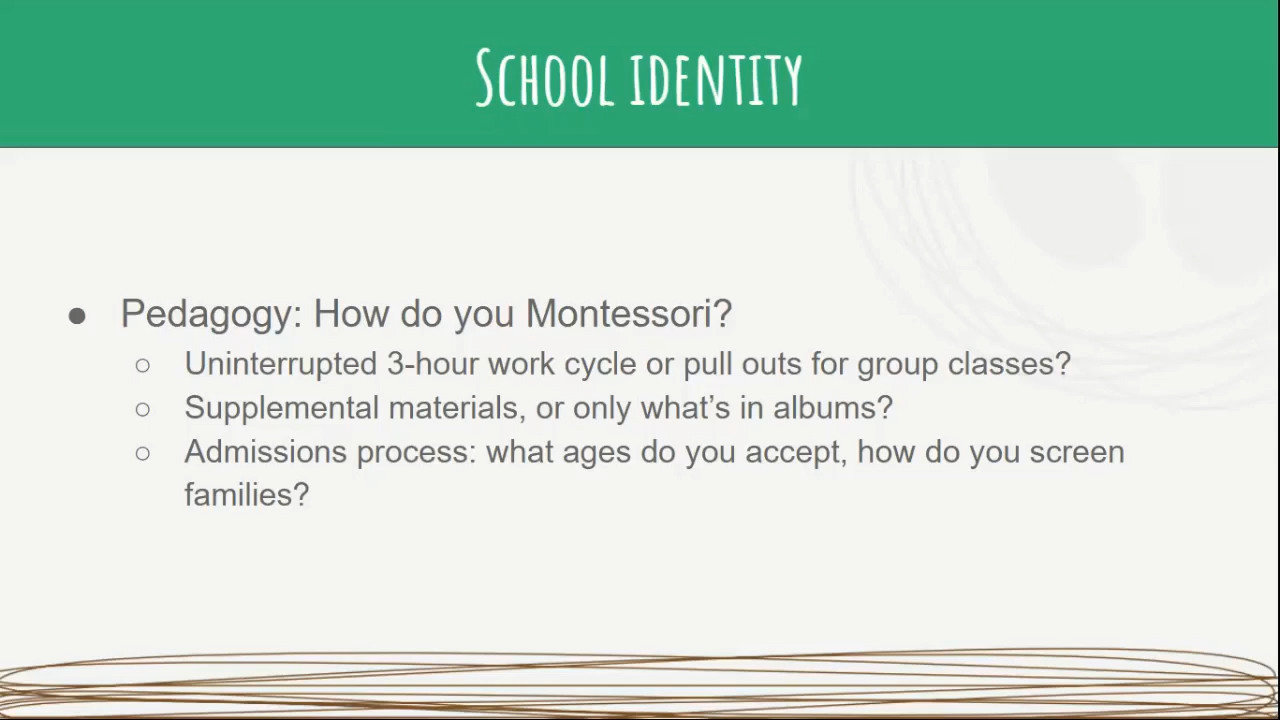 School identity
● Pedagogy: How do you Montessori?
○ Uninterrupted 3-hour work cycle or pull outs for group classes?
○ Supplemental materials, or only what’s in albums?
○ Admissions process: what ages do you accept, how do you screen
families?